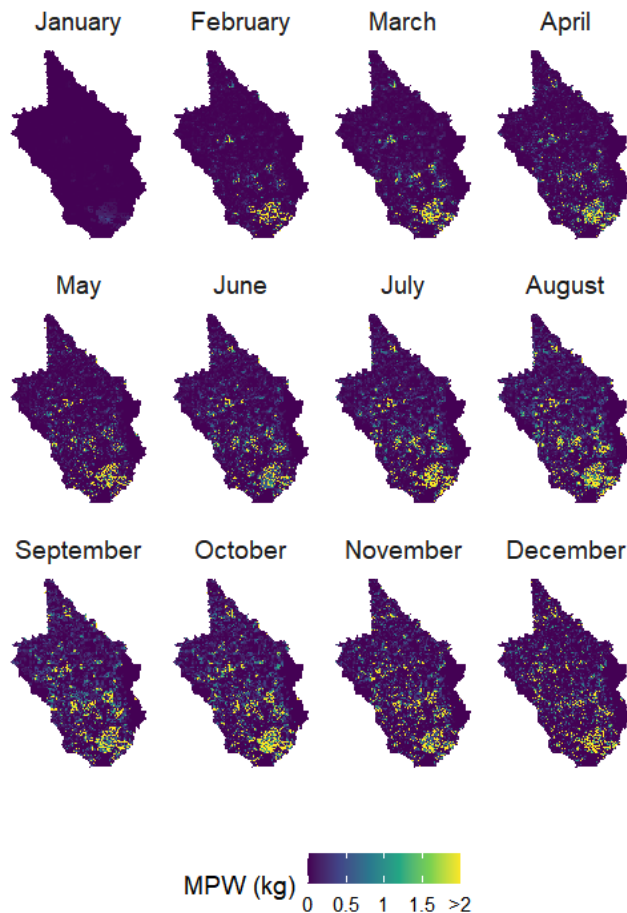 January February March April
May June July August
September October November December
MPW (kg)
0 0.5 1 1.5 >2